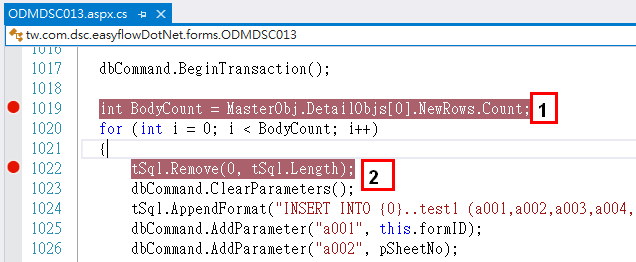 ODMDSC013.aspx.cs
tw.com.dsc.easyflowDotNet.forms.ODMDSC013
1016
1017 dbCommand.BeginTransaction();
1018
1019 int BodyCount = MasterObj.DetailObjs[0].NewRows.Count; 1
1020 for (int i = 0; i < BodyCount; i++)
1021 {
1022 tSql.Remove(0, tSql.Length); 2
1023 dbCommand.ClearParameters();
1024 tSql.AppendFormat("INSERT INTO {0}..test1 (a001,a002,a003,a004,
1025 dbCommand.AddParameter("a001", this.formID);
1026 dbCommand.AddParameter("a002", pSheetNo);